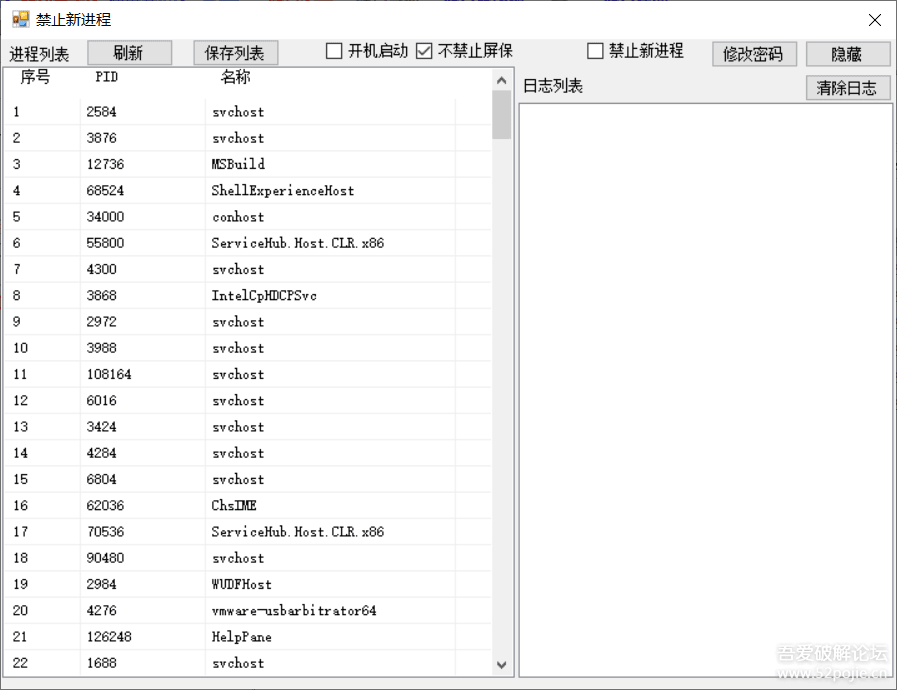 禁止新进程
进程列表 刷新 保存列表 开机启动 不禁止屏保 禁止新进程 修改密码 隐藏
日志列表 清除日志
序号 PID 名称
1 2584 svchost
2 3876 svchost
3 12736 MSBuild
4 68524 ShellExperienceHost
5 34000 conhost
6 55800 ServiceHub.Host.CLR.x86
7 4300 svchost
8 3868 IntelCpHDCPSvc
9 2972 svchost
10 3988 svchost
11 108164 svchost
12 6016 svchost
13 3424 svchost
14 4284 svchost
15 6804 svchost
16 62036 ChsIME
17 70536 ServiceHub.Host.CLR.x86
18 90480 svchost
19 2984 WUDFHost
20 4276 vmware-usbarbitrator64
21 126248 HelpPane
22 1688 svchost
吾爱破解论坛
www.52pojie.cn